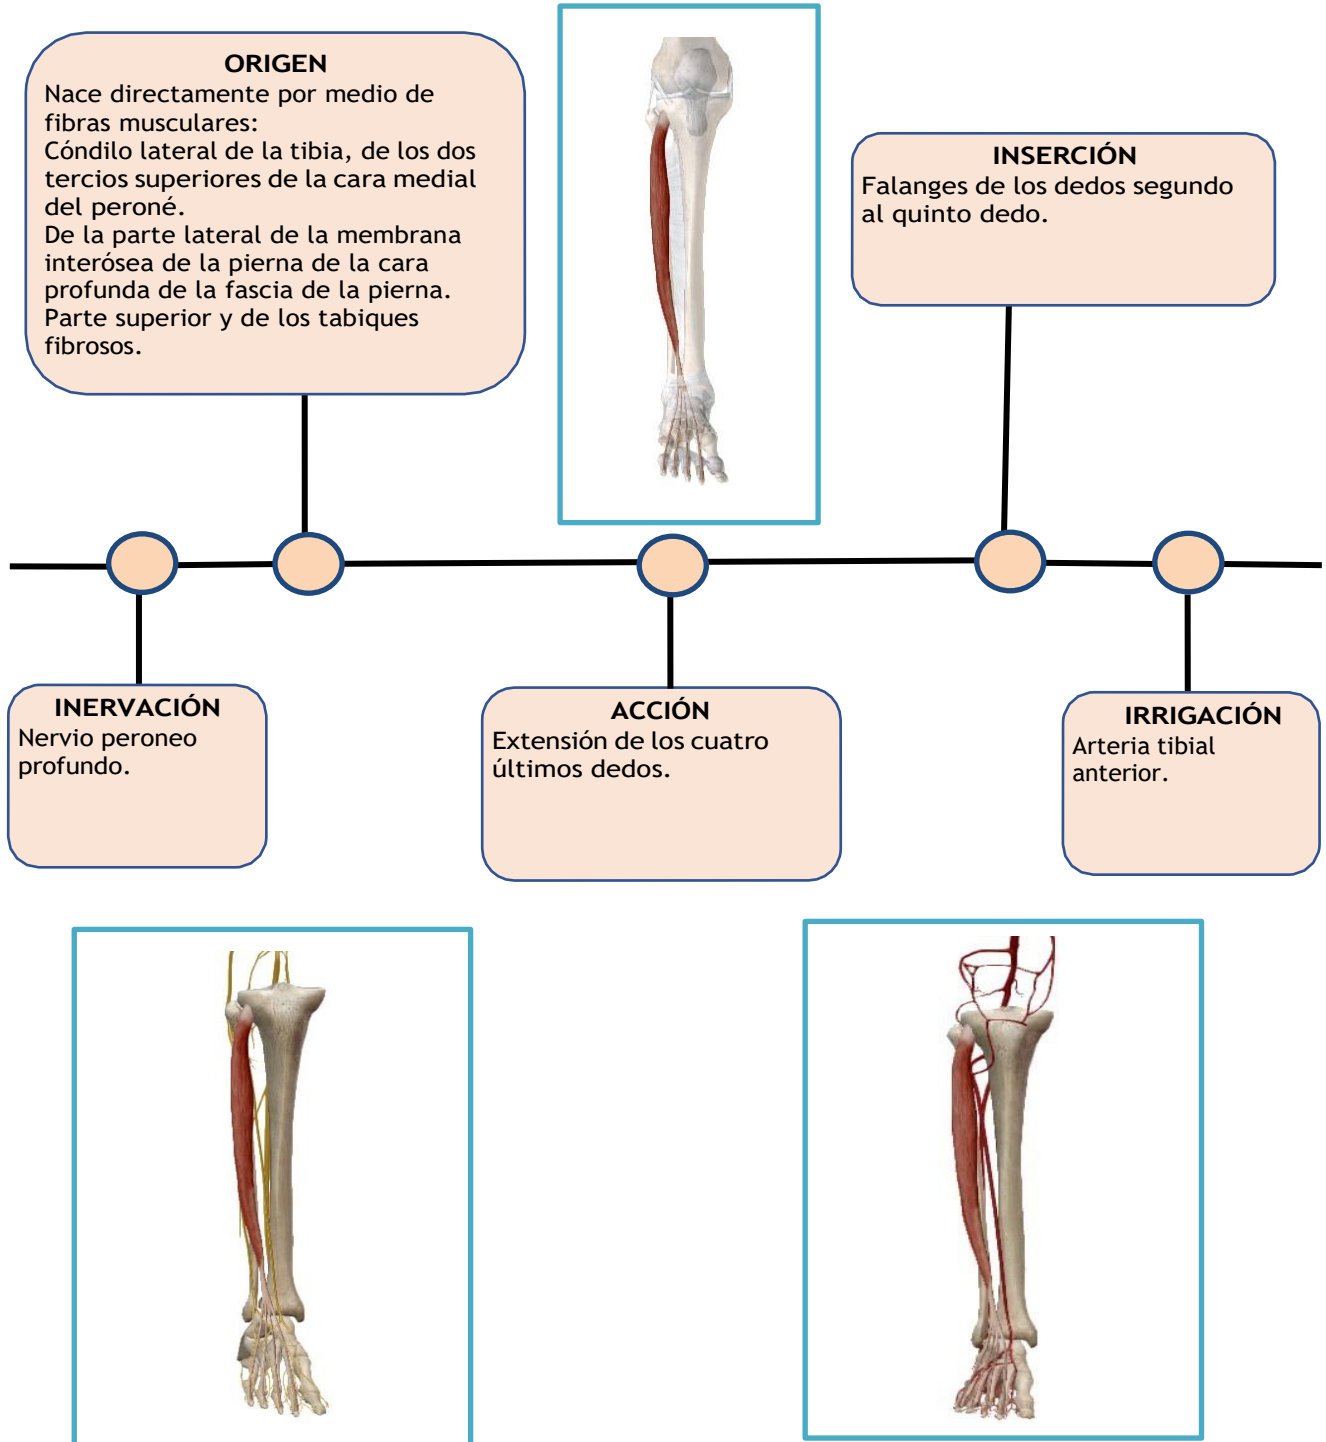 ORIGEN
Nace directamente por medio de
fibras musculares:
Cóndilo lateral de la tibia, de los dos
tercios superiores de la cara medial
del peroné.
De la parte lateral de la membrana
interósea de la pierna de la cara
profunda de la fascia de la pierna.
Parte superior y de los tabiques
fibrosos.
INSERCIÓN
Falanges de los dedos segundo
al quinto dedo.
INERVACIÓN
Nervio peroneo
profundo.
ACCIÓN
Extensión de los cuatro
últimos dedos.
IRRIGACIÓN
Arteria tibial
anterior.